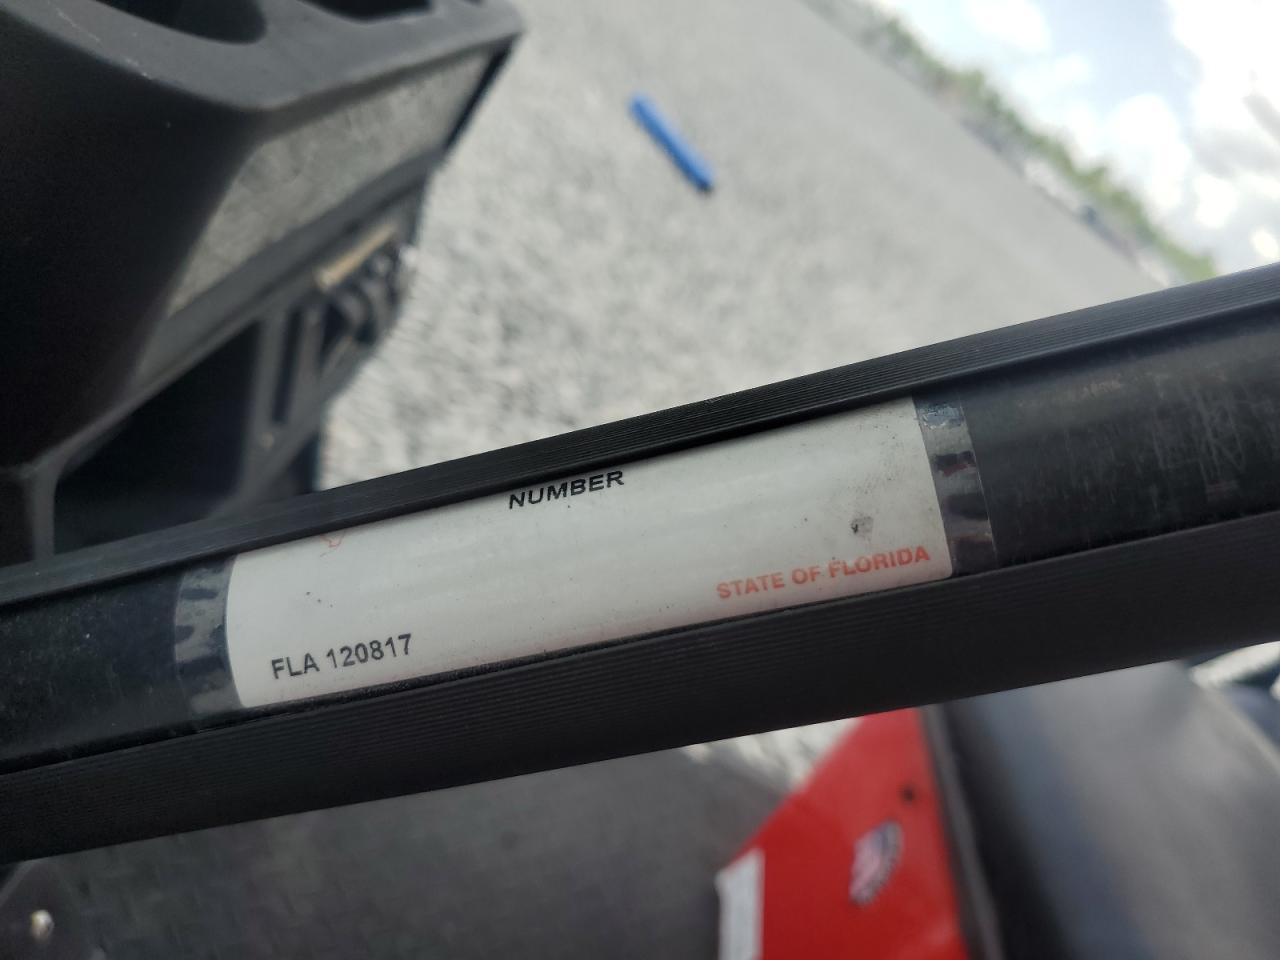 NUMBER
STATE OF FLORIDA
FLA 120817